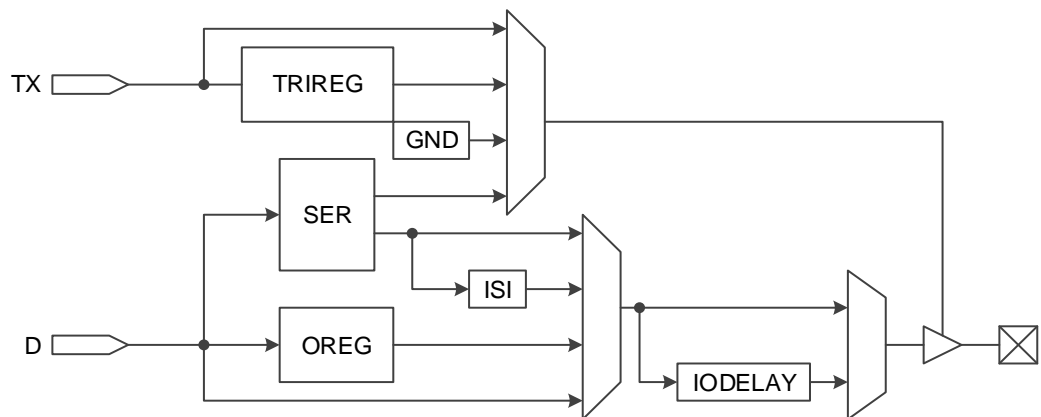 TX
TRIREG
GND
SER
ISI
D
OREG
IODELAY